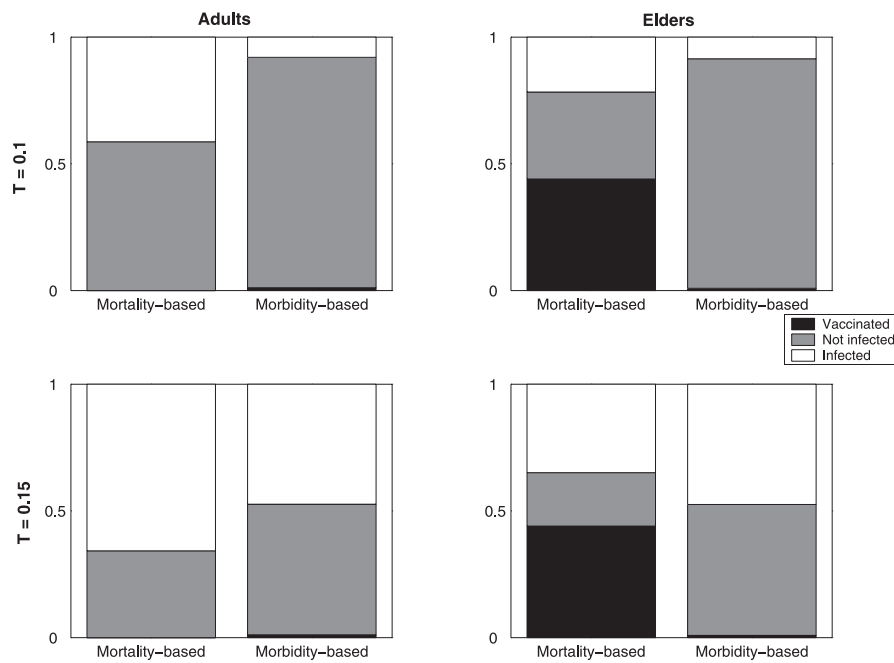 Adults
Elders
T = 0.1
1
0.5
0
Mortality−based Morbidity−based
1
0.5
0
Mortality−based Morbidity−based
Vaccinated
Not infected
Infected
T = 0.15
1
0.5
0
Mortality−based Morbidity−based
1
0.5
0
Mortality−based Morbidity−based